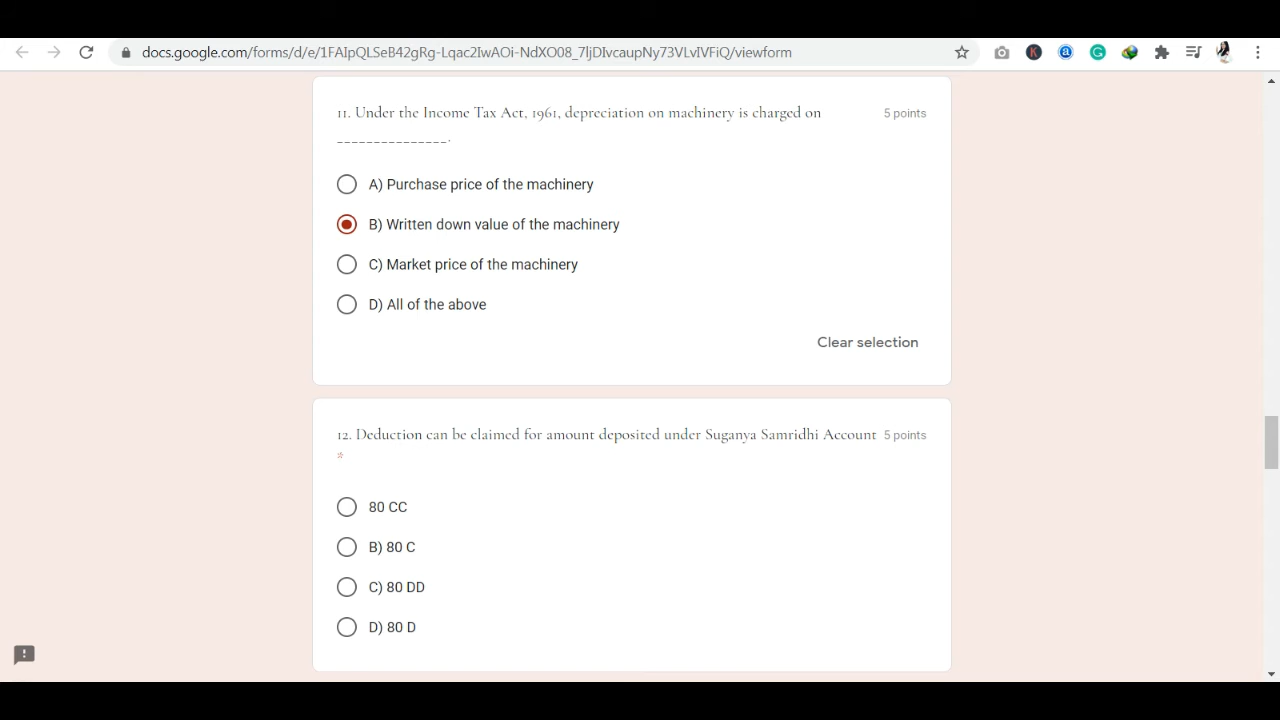 docs.google.com/forms/d/e/1FAIpQLSeB42gRg-Lqac2IwAOi-NdXO08_7ljDIvcaupNy73VLvIVFiQ/viewform
11. Under the Income Tax Act, 1961, depreciation on machinery is charged on
_______________.
5 points
A) Purchase price of the machinery
B) Written down value of the machinery
C) Market price of the machinery
D) All of the above
Clear selection
12. Deduction can be claimed for amount deposited under Suganya Samridhi Account
*
5 points
80 CC
B) 80 C
C) 80 DD
D) 80 D